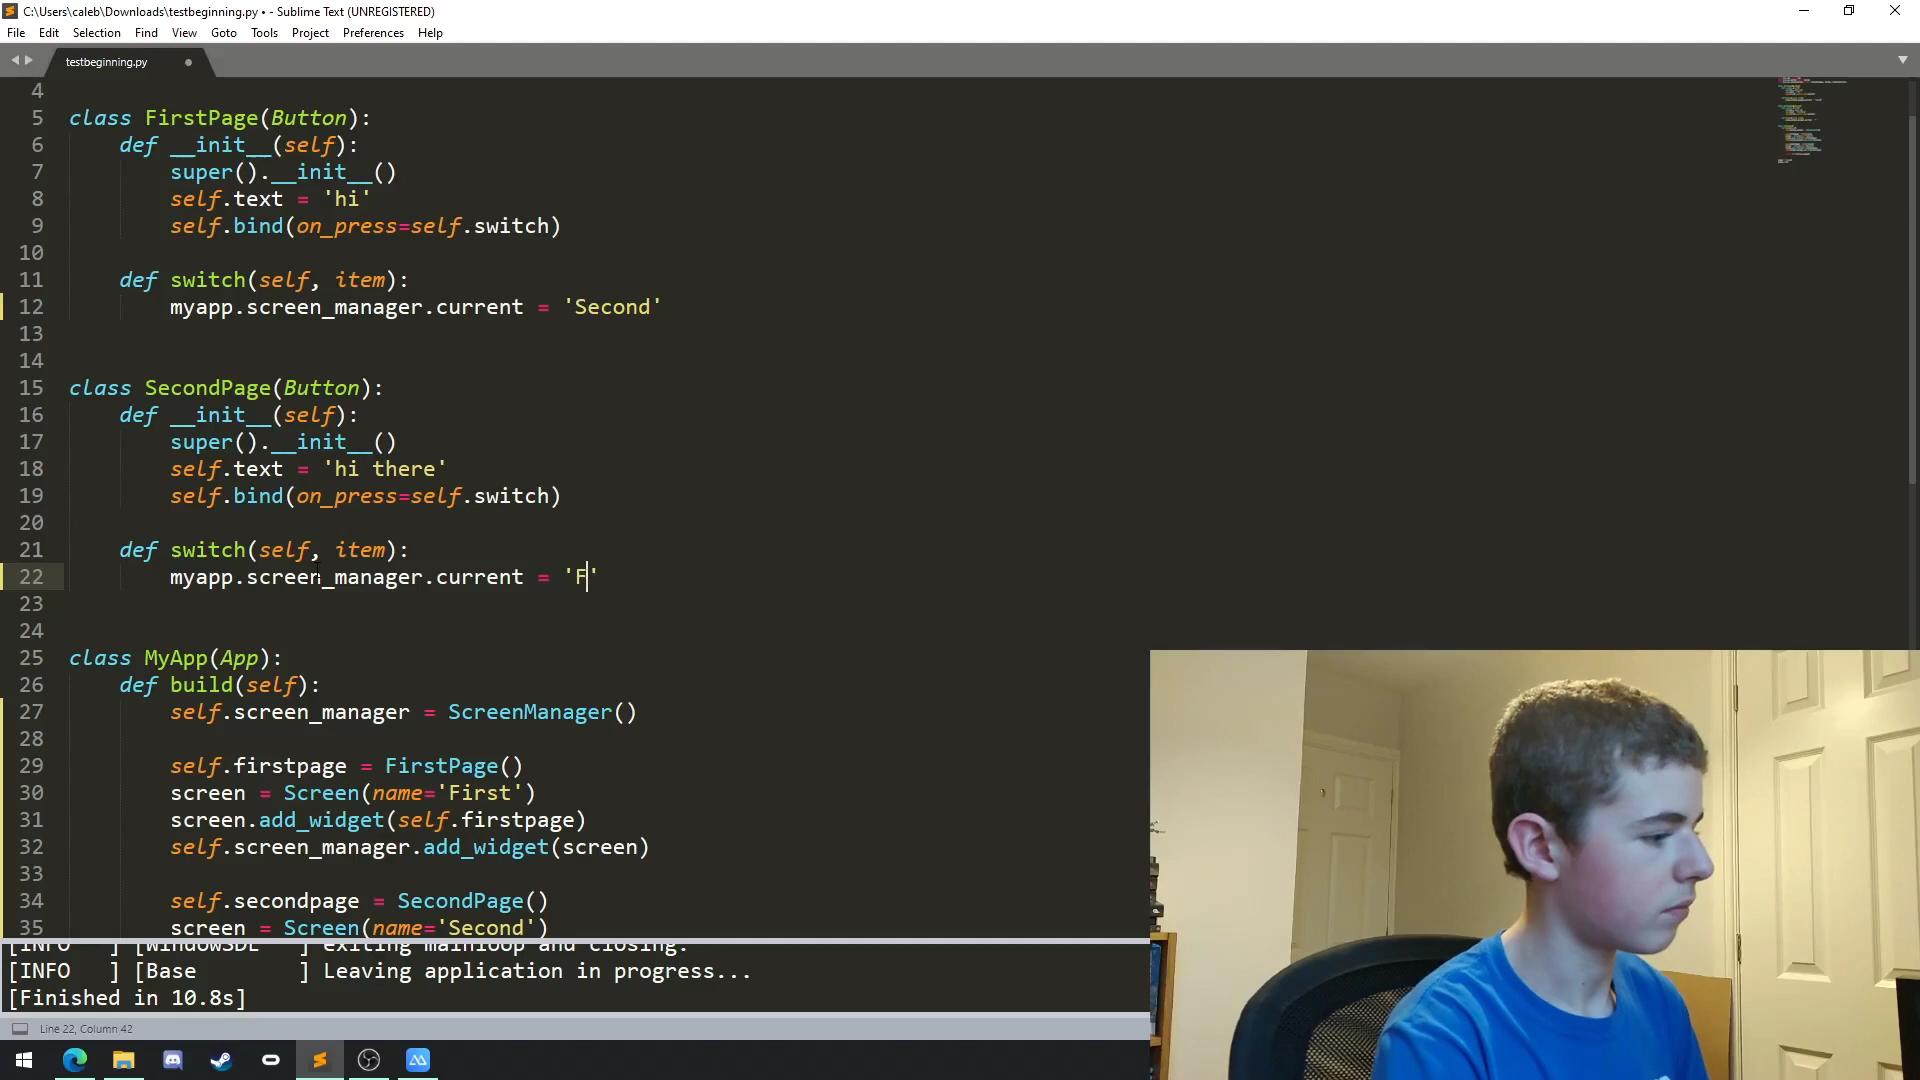 C:\Users\caleb\Downloads\testbeginning.py • - Sublime Text (UNREGISTERED)
File Edit Selection Find View Goto Tools Project Preferences Help
testbeginning.py
4
5 class FirstPage(Button):
6 def __init__(self):
7 super().__init__()
8 self.text = 'hi'
9 self.bind(on_press=self.switch)
10
11 def switch(self, item):
12 myapp.screen_manager.current = 'Second'
13
14
15 class SecondPage(Button):
16 def __init__(self):
17 super().__init__()
18 self.text = 'hi there'
19 self.bind(on_press=self.switch)
20
21 def switch(self, item):
22 myapp.screen_manager.current = 'F'
23
24
25 class MyApp(App):
26 def build(self):
27 self.screen_manager = ScreenManager()
28
29 self.firstpage = FirstPage()
30 screen = Screen(name='First')
31 screen.add_widget(self.firstpage)
32 self.screen_manager.add_widget(screen)
33
34 self.secondpage = SecondPage()
35 screen = Screen(name='Second')
[INFO ] [WindowSDL ] exiting mainloop and closing.
[INFO ] [Base ] Leaving application in progress...
[Finished in 10.8s]
Line 22, Column 42